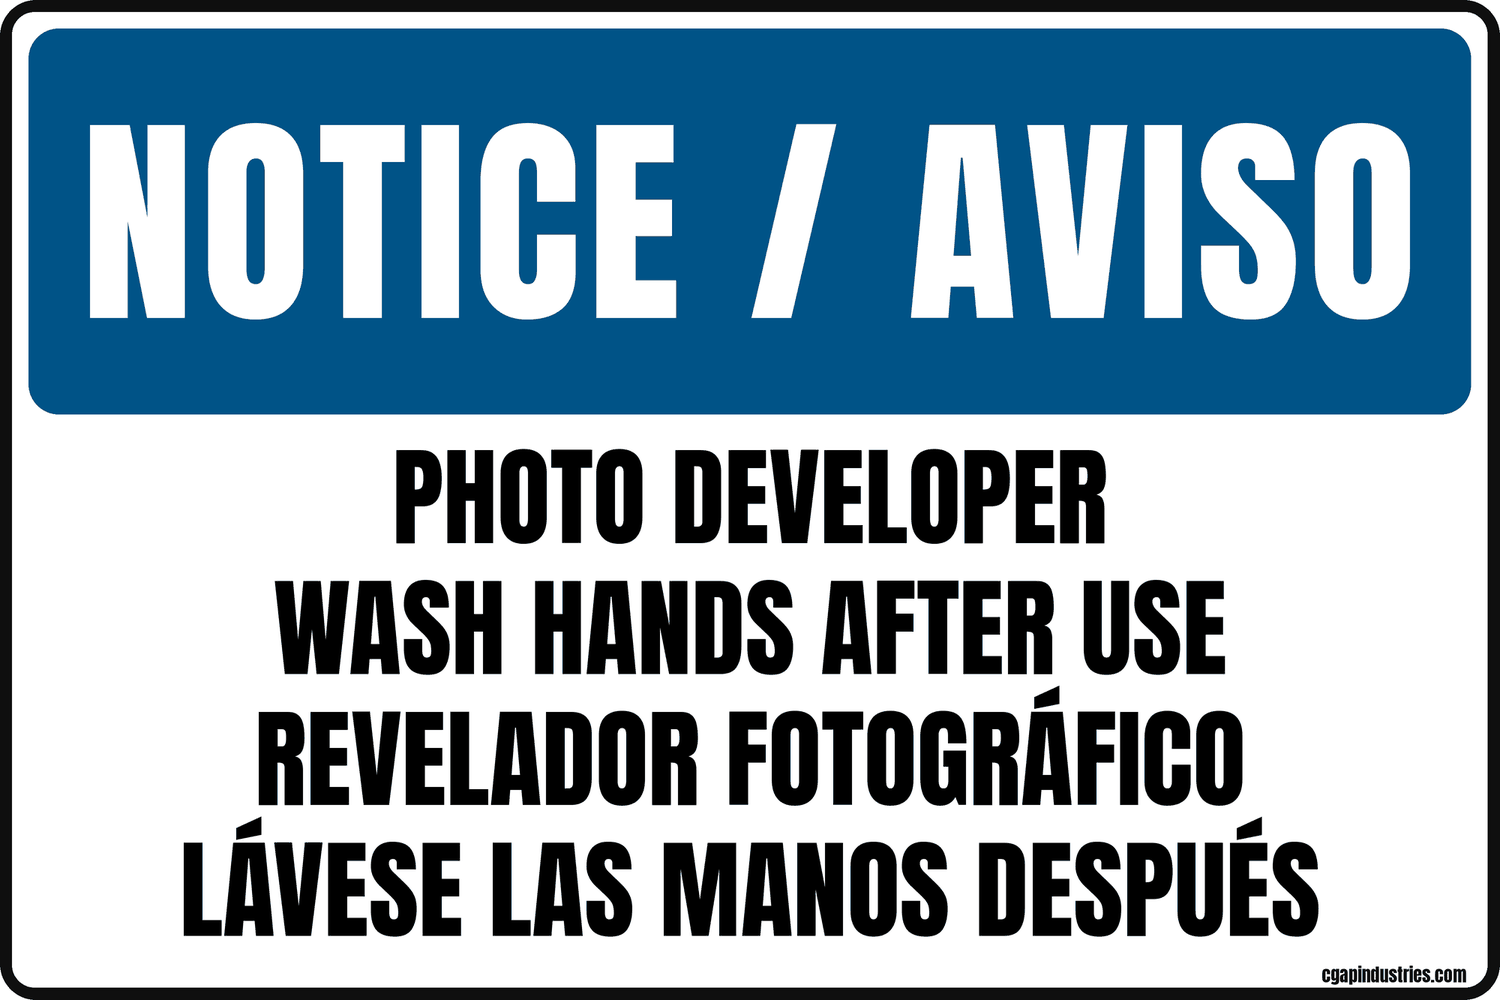 NOTICE / AVISO
PHOTO DEVELOPER
WASH HANDS AFTER USE
REVELADOR FOTOGRÁFICO
LÁVESE LAS MANOS DESPUÉS
cgapindustries.com